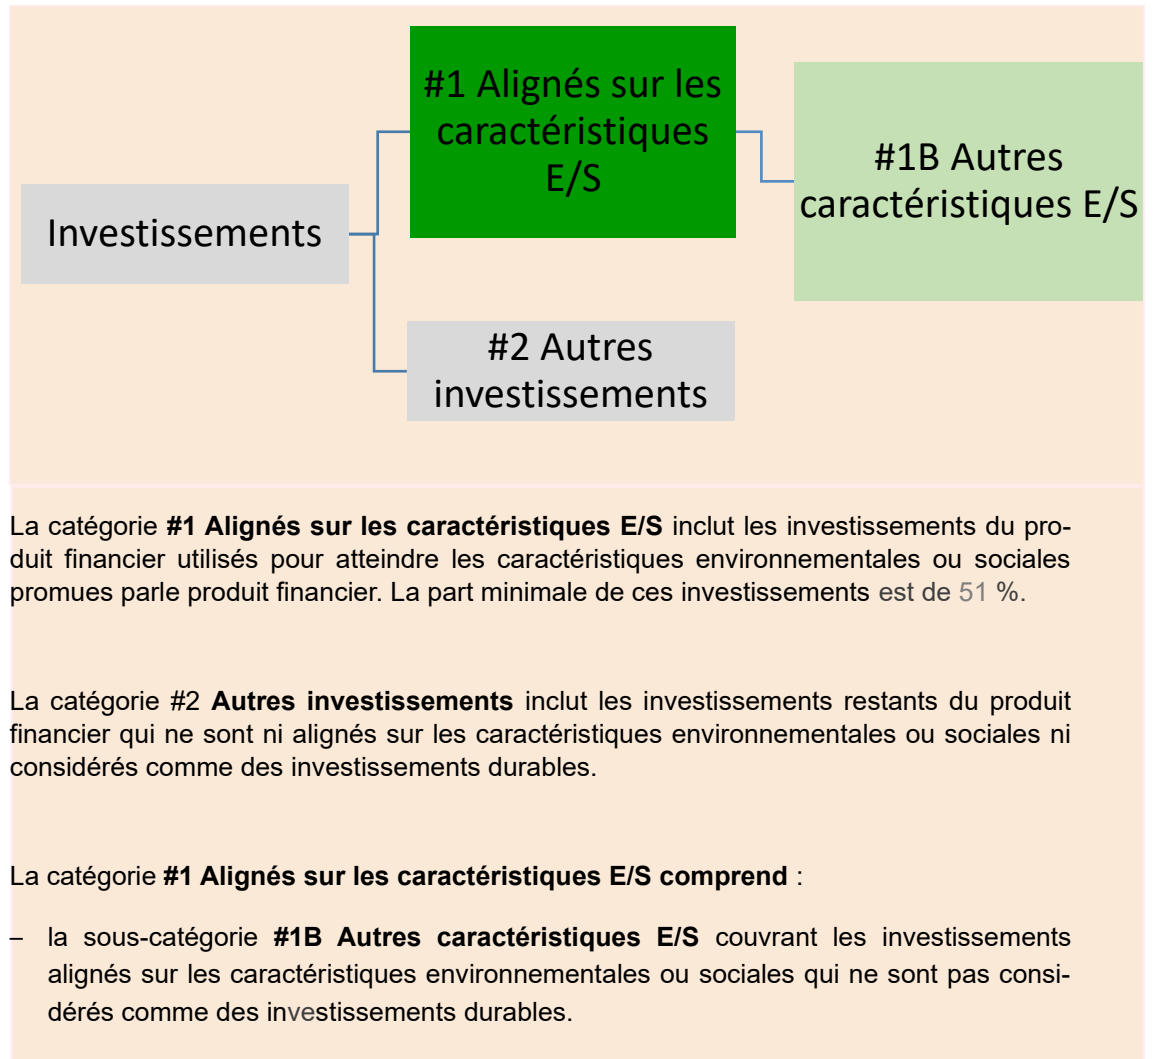 #1 Alignés sur les
caractéristiques
E/S
#1B Autres
caractéristiques E/S
Investissements
#2 Autres
investissements
La catégorie #1 Alignés sur les caractéristiques E/S inclut les investissements du pro-
duit financier utilisés pour atteindre les caractéristiques environnementales ou sociales
promues parle produit financier. La part minimale de ces investissements est de 51 %.
La catégorie #2 Autres investissements inclut les investissements restants du produit
financier qui ne sont ni alignés sur les caractéristiques environnementales ou sociales ni
considérés comme des investissements durables.
La catégorie #1 Alignés sur les caractéristiques E/S comprend :
– la sous-catégorie #1B Autres caractéristiques E/S couvrant les investissements
alignés sur les caractéristiques environnementales ou sociales qui ne sont pas consi-
dérés comme des investissements durables.